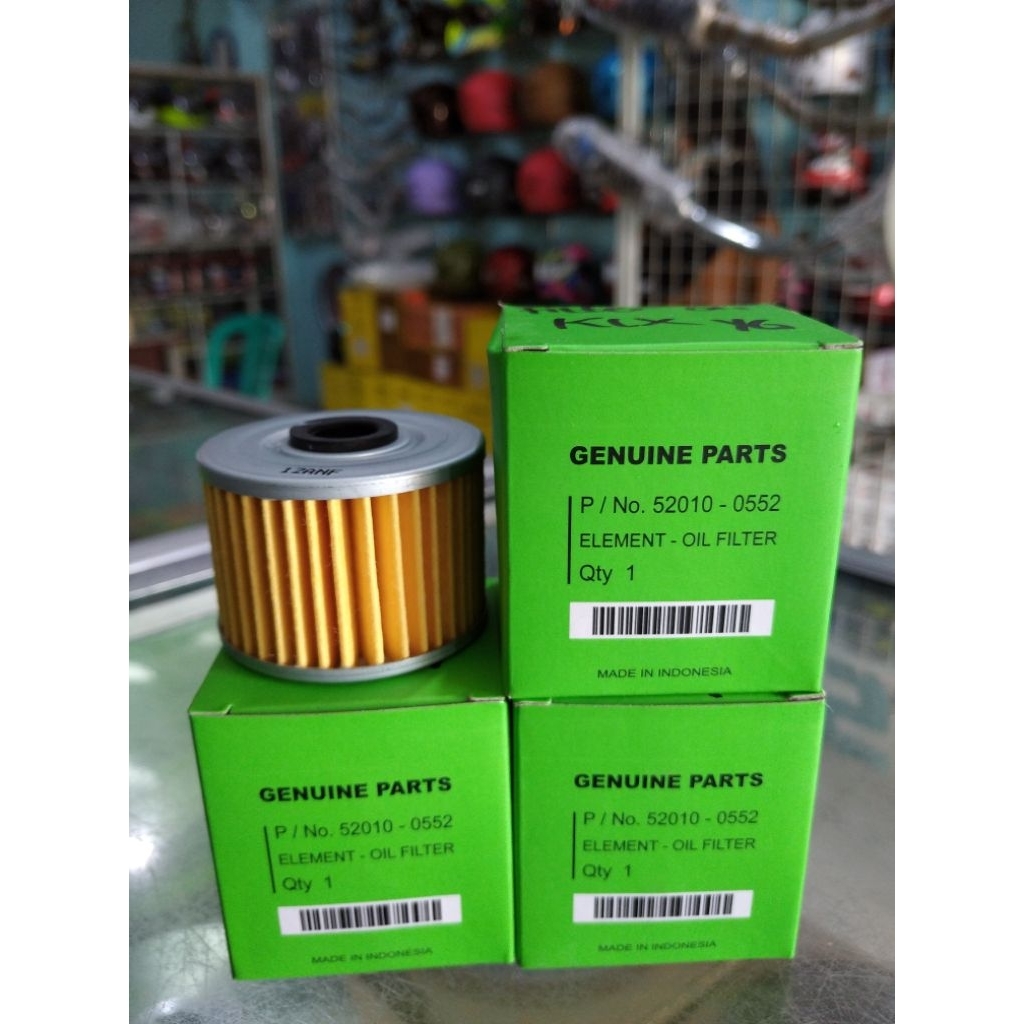 KLX
GENUINE PARTS
P / No. 52010 - 0552
ELEMENT - OIL FILTER
Qty 1
MADE IN INDONESIA
12ANF
GENUINE PARTS
P / No. 52010 - 0552
ELEMENT - OIL FILTER
Qty 1
MADE IN INDONESIA
GENUINE PARTS
P / No. 52010 - 0552
ELEMENT - OIL FILTER
Qty 1
MADE IN INDONESIA